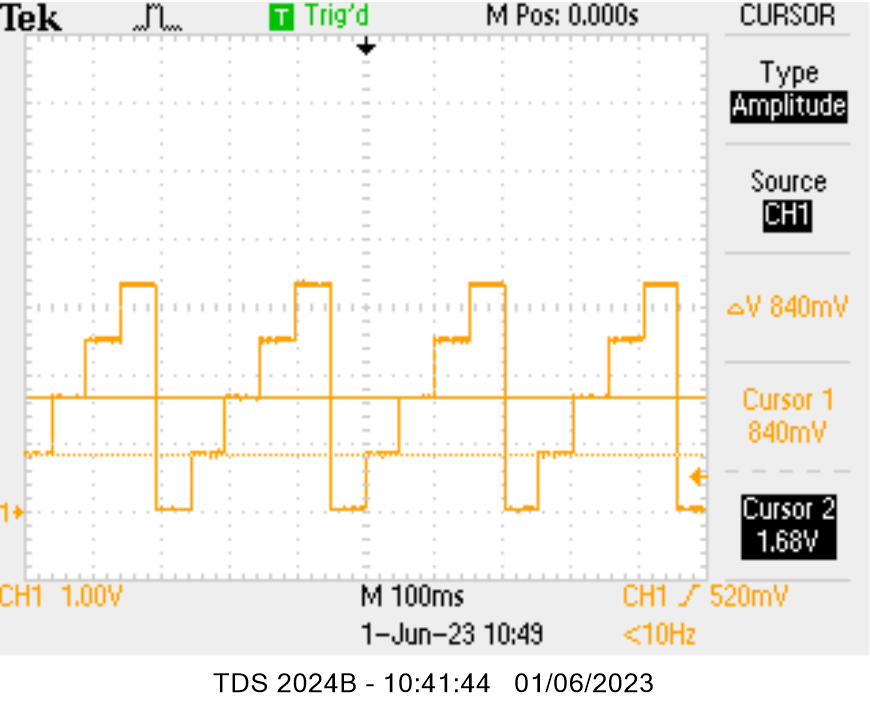 Tek T Trig'd M Pos: 0.000s CURSOR
Type
Amplitude
Source
CH1
△V 840mV
Cursor 1
840mV
1
Cursor 2
1.68V
CH1 1.00V M 100ms CH1 520mV
1-Jun-23 10:49 <10Hz
TDS 2024B - 10:41:44 01/06/2023